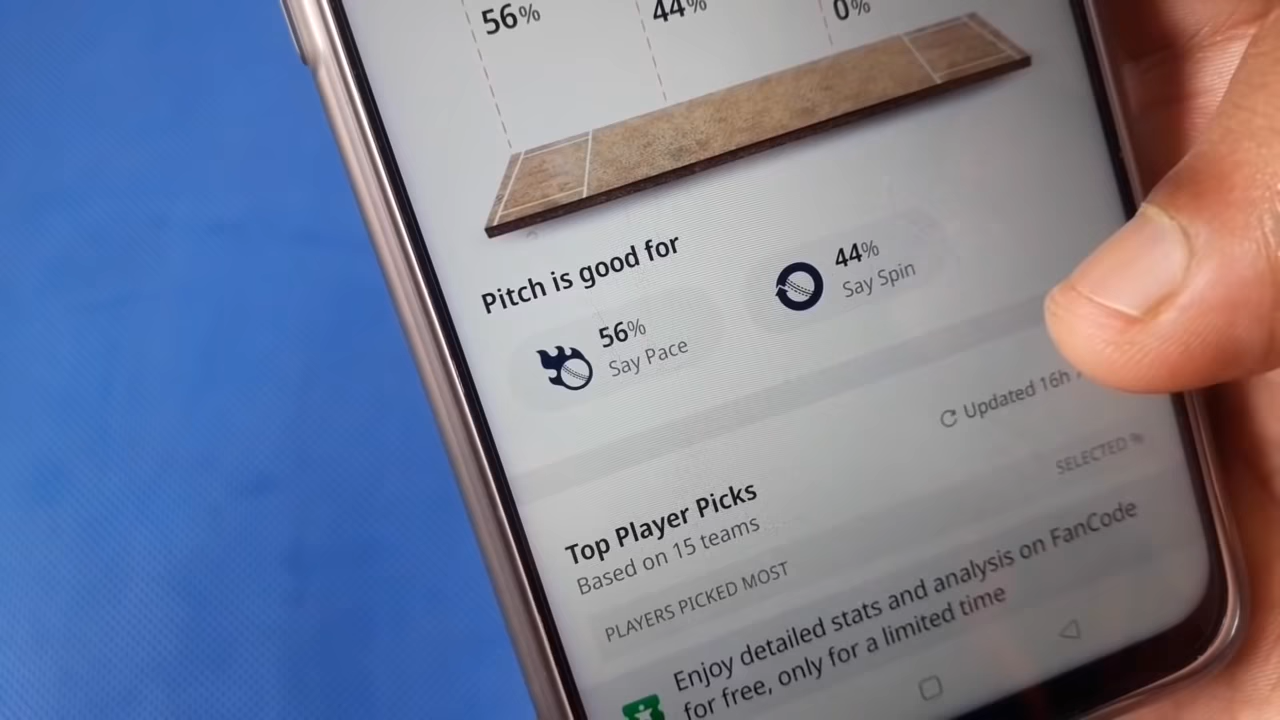 56%
44%
0%
Pitch is good for
56%
Say Pace
44%
Say Spin
Updated 16h
Top Player Picks
Based on 15 teams
SELECTED %
PLAYERS PICKED MOST
Enjoy detailed stats and analysis on FanCode
for free, only for a limited time